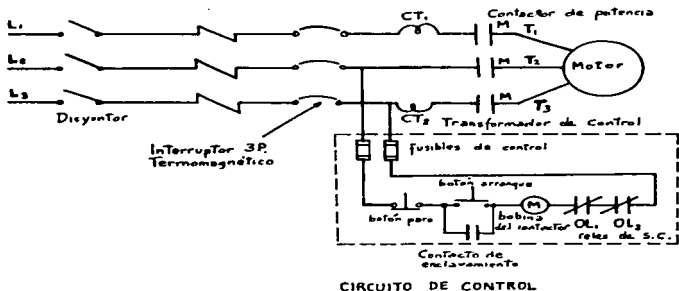 L1
CT1
Contactor de potencia
M
T1
L2
M
T2
Motor
L3
M
T3
Disyuntor
CT2
Transformador de Control
Interruptor 3P.
Termomagnético
fusibles de control
botón arranque
M
botón paro
bobina
del contactor
OL1
OL3
reles de S.C.
Contacto de
enclavamiento
CIRCUITO DE CONTROL